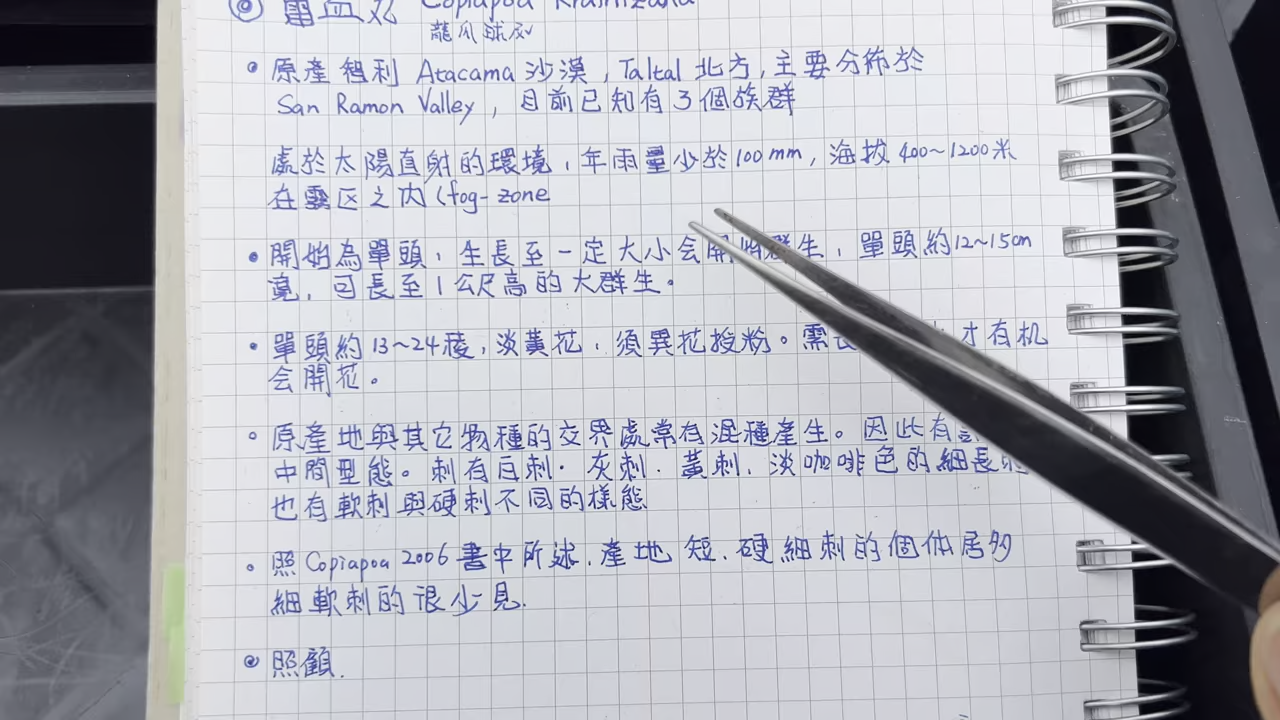 龍爪球屬
• 原產智利 Atacama 沙漠, Taltal 北方, 主要分佈於
San Ramon Valley, 目前已知有3個族群
處於太陽直射的環境, 年雨量少於100mm, 海拔400~1200米
在霧区之内 (fog-zone
• 開始為單頭, 生長至一定大小会開始群生, 單頭約12~15cm
寬, 可長至1公尺高的大群生。
• 單頭約13~24稜, 淡黃花, 須異花授粉。需 才有机
会開花。
• 原產地與其它物種的交界處常有混種產生。因此有
中間型態。刺有白刺. 灰刺. 黃刺. 淡咖啡色的細長
也有軟刺與硬刺不同的樣態
• 照 Copiapoa 2006 書中所述. 產地 短. 硬細刺的個体居多
細軟刺的很少見.
◉ 照顧.